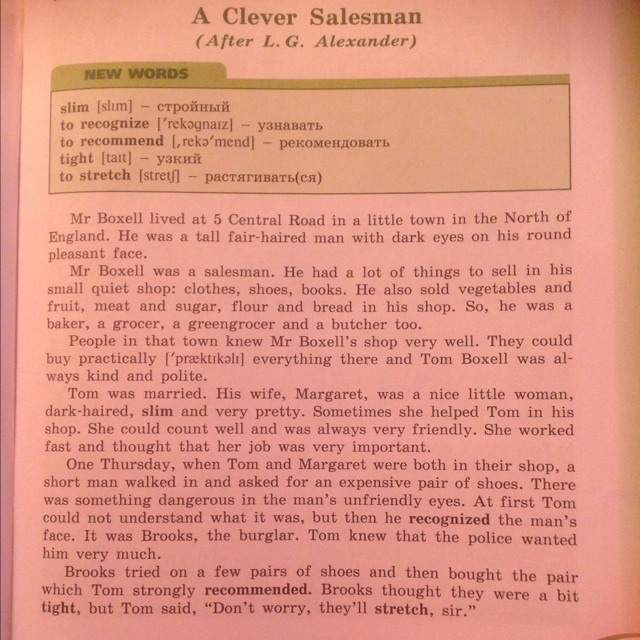 A Clever Salesman
(After L. G. Alexander)
NEW WORDS
slim [slɪm] – стройный
to recognize [ˈrekəgnaɪz] – узнавать
to recommend [ˌrekəˈmend] – рекомендовать
tight [taɪt] – узкий
to stretch [stretʃ] – растягивать(ся)
Mr Boxell lived at 5 Central Road in a little town in the North of
England. He was a tall fair-haired man with dark eyes on his round
pleasant face.
Mr Boxell was a salesman. He had a lot of things to sell in his
small quiet shop: clothes, shoes, books. He also sold vegetables and
fruit, meat and sugar, flour and bread in his shop. So, he was a
baker, a grocer, a greengrocer and a butcher too.
People in that town knew Mr Boxell's shop very well. They could
buy practically [ˈpræktɪkəlɪ] everything there and Tom Boxell was al-
ways kind and polite.
Tom was married. His wife, Margaret, was a nice little woman,
dark-haired, slim and very pretty. Sometimes she helped Tom in his
shop. She could count well and was always very friendly. She worked
fast and thought that her job was very important.
One Thursday, when Tom and Margaret were both in their shop, a
short man walked in and asked for an expensive pair of shoes. There
was something dangerous in the man's unfriendly eyes. At first Tom
could not understand what it was, but then he recognized the man's
face. It was Brooks, the burglar. Tom knew that the police wanted
him very much.
Brooks tried on a few pairs of shoes and then bought the pair
which Tom strongly recommended. Brooks thought they were a bit
tight, but Tom said, "Don't worry, they'll stretch, sir."